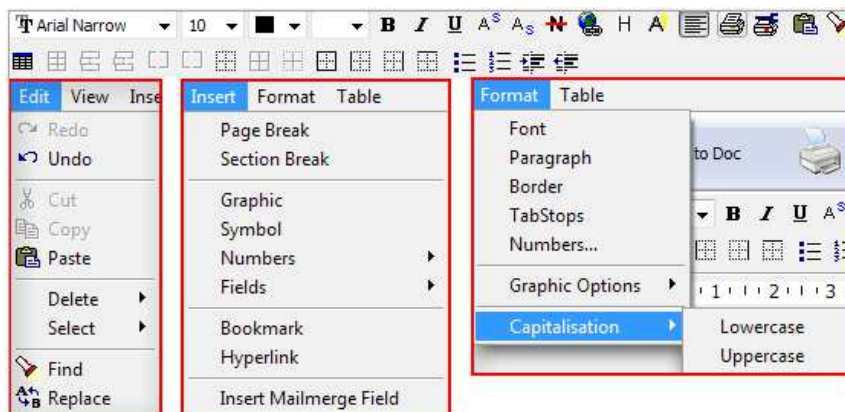 Arial Narrow 10 B I U A^S A_S N H A
Edit View Inse
Redo
Undo
Cut
Copy
Paste
Delete
Select
Find
Replace
Insert Format Table
Page Break
Section Break
Graphic
Symbol
Numbers
Fields
Bookmark
Hyperlink
Insert Mailmerge Field
Format Table
Font
Paragraph
Border
TabStops
Numbers...
Graphic Options
Capitalisation
Lowercase
Uppercase
to Doc
B I U A^S
1 2 3